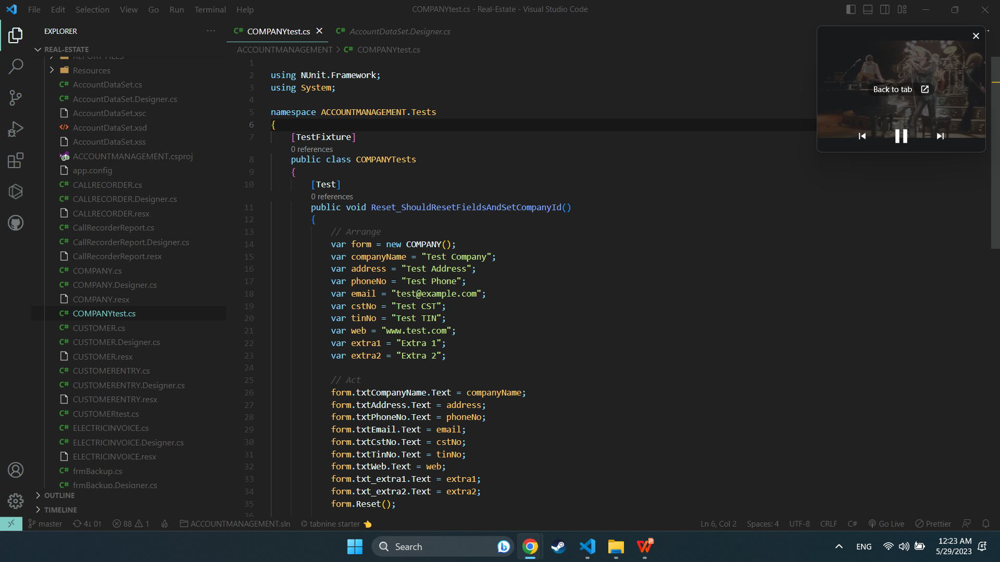 File Edit Selection View Go Run Terminal Help
COMPANYtest.cs - Real-Estate - Visual Studio Code
EXPLORER
REAL-ESTATE
REPORT FILES
Resources
AccountDataSet.cs
AccountDataSet.Designer.cs
AccountDataSet.xsc
AccountDataSet.xsd
AccountDataSet.xss
ACCOUNTMANAGEMENT.csproj
app.config
CALLRECORDER.cs
CALLRECORDER.Designer.cs
CALLRECORDER.resx
CallRecorderReport.cs
CallRecorderReport.Designer.cs
CallRecorderReport.resx
COMPANY.cs
COMPANY.Designer.cs
COMPANY.resx
COMPANYtest.cs
CUSTOMER.cs
CUSTOMER.Designer.cs
CUSTOMER.resx
CUSTOMERENTRY.cs
CUSTOMERENTRY.Designer.cs
CUSTOMERENTRY.resx
CUSTOMERtest.cs
ELECTRICINVOICE.cs
ELECTRICINVOICE.Designer.cs
ELECTRICINVOICE.resx
frmBackup.cs
frmBackup.Designer.cs
OUTLINE
TIMELINE
C# COMPANYtest.cs
C# AccountDataSet.Designer.cs
ACCOUNTMANAGEMENT > C# COMPANYtest.cs
1
2 using NUnit.Framework;
3 using System;
4
5 namespace ACCOUNTMANAGEMENT.Tests
6 {
7 [TestFixture]
0 references
8 public class COMPANYTests
9 {
10 [Test]
0 references
11 public void Reset_ShouldResetFieldsAndSetCompanyId()
12 {
13 // Arrange
14 var form = new COMPANY();
15 var companyName = "Test Company";
16 var address = "Test Address";
17 var phoneNo = "Test Phone";
18 var email = "test@example.com";
19 var cstNo = "Test CST";
20 var tinNo = "Test TIN";
21 var web = "www.test.com";
22 var extra1 = "Extra 1";
23 var extra2 = "Extra 2";
24
25 // Act
26 form.txtCompanyName.Text = companyName;
27 form.txtAddress.Text = address;
28 form.txtPhoneNo.Text = phoneNo;
29 form.txtEmail.Text = email;
30 form.txtCstNo.Text = cstNo;
31 form.txtTinNo.Text = tinNo;
32 form.txtWeb.Text = web;
33 form.txt_extra1.Text = extra1;
34 form.txt_extra2.Text = extra2;
35 form.Reset();
36
Back to tab
master 4↓ 0↑ 88 1 ACCOUNTMANAGEMENT.sln tabnine starter
Ln 6, Col 2 Spaces: 4 UTF-8 CRLF C# Go Live Prettier
Search
ENG
12:23 AM
5/29/2023